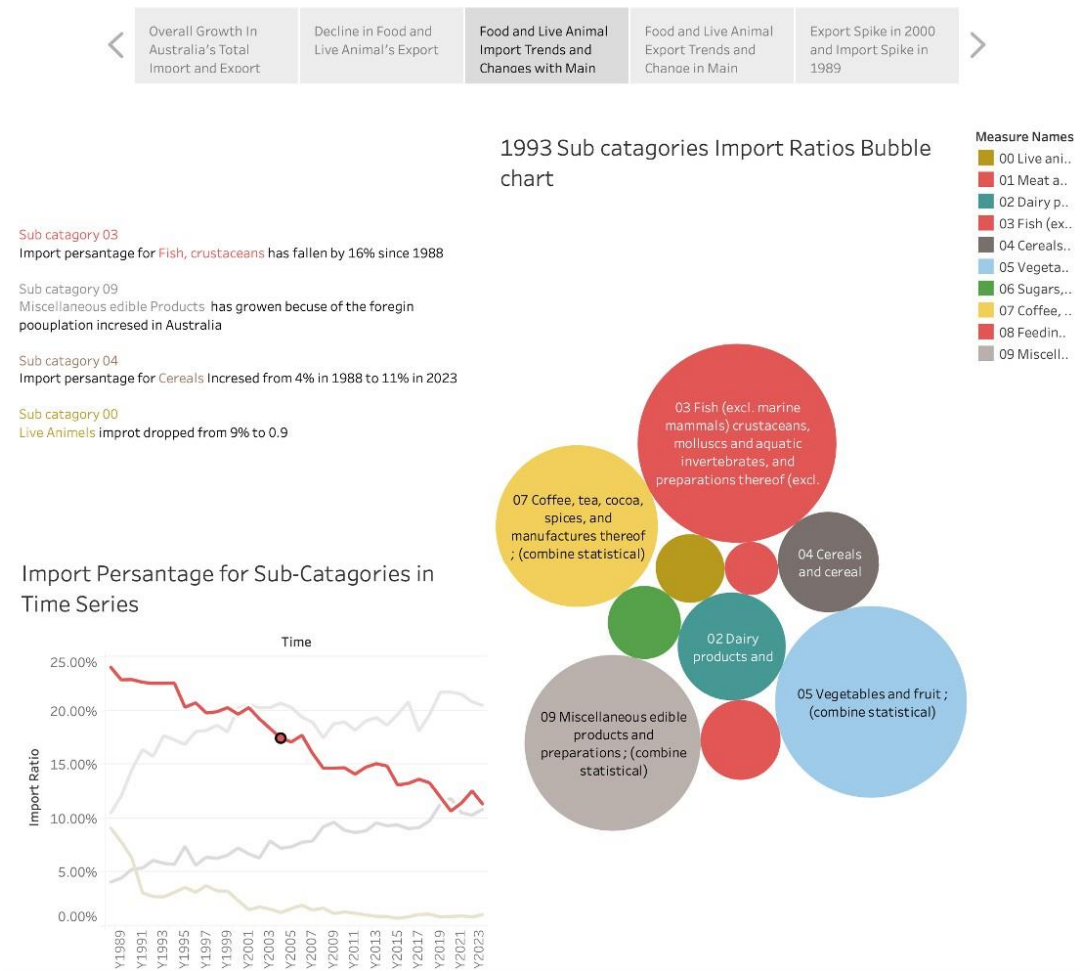 Overall Growth In
Australia's Total
Import and Export
Decline in Food and
Live Animal's Export
Food and Live Animal
Import Trends and
Changes with Main
Food and Live Animal
Export Trends and
Change in Main
Export Spike in 2000
and Import Spike in
1989
1993 Sub catagories Import Ratios Bubble
chart
Measure Names
00 Live ani..
01 Meat a..
02 Dairy p..
03 Fish (ex..
04 Cereals..
05 Vegeta..
06 Sugars,..
07 Coffee, ..
08 Feedin..
09 Miscell..
Sub catagory 03
Import persantage for Fish, crustaceans has fallen by 16% since 1988
Sub catagory 09
Miscellaneous edible Products has growen becuse of the foregin
poouplation incresed in Australia
Sub catagory 04
Import persantage for Cereals Incresed from 4% in 1988 to 11% in 2023
Sub catagory 00
Live Animels improt dropped from 9% to 0.9
03 Fish (excl. marine
mammals) crustaceans,
molluscs and aquatic
invertebrates, and
preparations thereof (excl.
07 Coffee, tea, cocoa,
spices, and
manufactures thereof
; (combine statistical)
04 Cereals
and cereal
02 Dairy
products and
05 Vegetables and fruit ;
(combine statistical)
09 Miscellaneous edible
products and
preparations ; (combine
statistical)
Import Persantage for Sub-Catagories in
Time Series
Time
25.00%
20.00%
15.00%
10.00%
5.00%
0.00%
Import Ratio
Y1989
Y1991
Y1993
Y1995
Y1997
Y1999
Y2001
Y2003
Y2005
Y2007
Y2009
Y2011
Y2013
Y2015
Y2017
Y2019
Y2021
Y2023